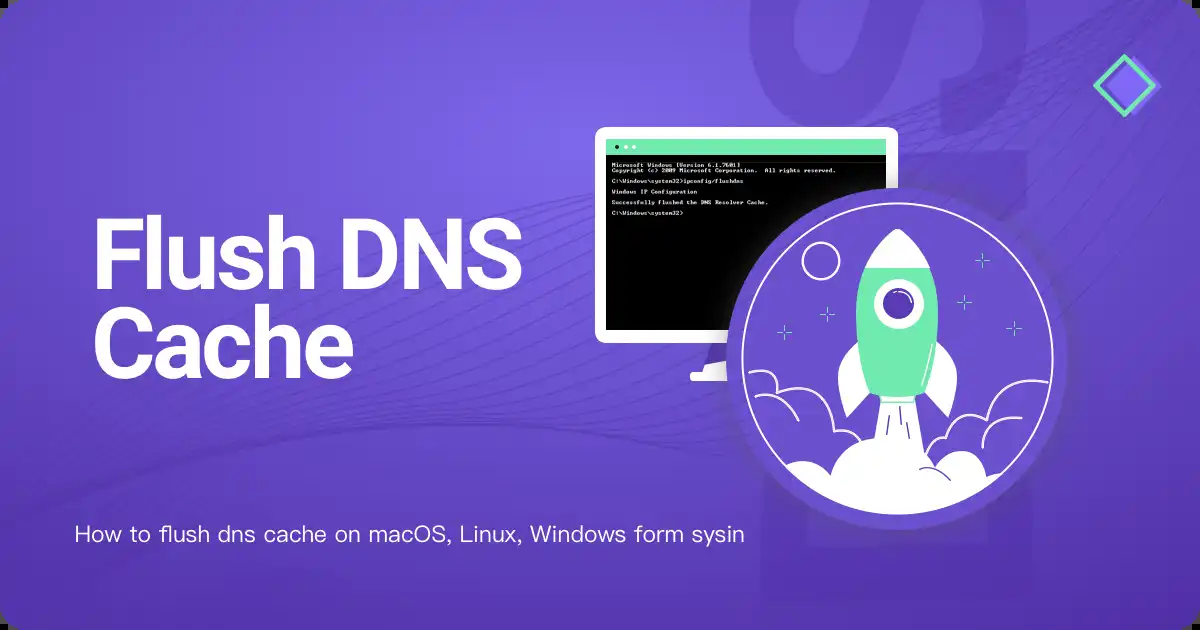 Flush DNS
Cache
Microsoft Windows [Version 6.1.7601]
Copyright (c) 2009 Microsoft Corporation.  All rights reserved.
C:\Windows\system32>ipconfig/flushdns
Windows IP Configuration
Successfully flushed the DNS Resolver Cache.
C:\Windows\system32>
How to flush dns cache on macOS, Linux, Windows form sysin